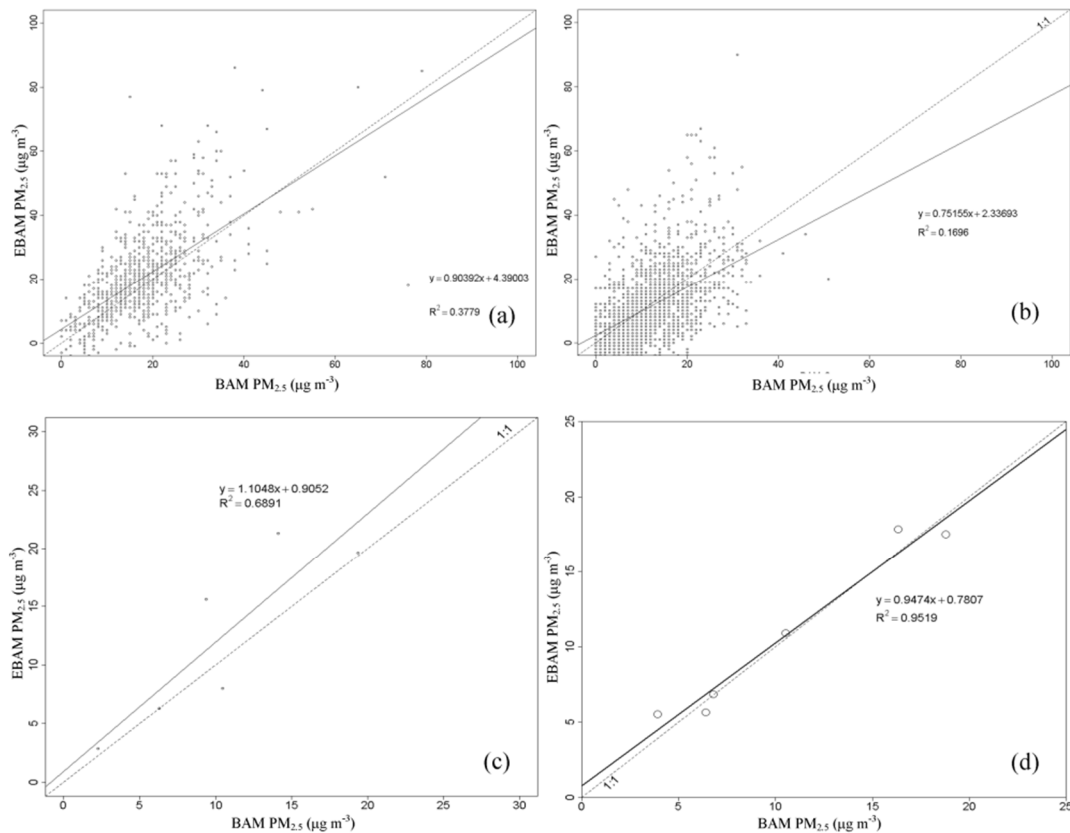 EBAM PM2.5 (µg m-3)
100
80
60
40
20
0
y=0.90392x+4.39003
R2=0.3779
(a)
0 20 40 60 80 100
BAM PM2.5 (µg m-3)
EBAM PM2.5 (µg m-3)
100
80
60
40
20
0
1:1
y=0.75155x+2.33693
R2=0.1696
(b)
0 20 40 60 80 100
BAM PM2.5 (µg m-3)
EBAM PM2.5 (µg m-3)
30
25
20
15
10
5
0
1:1
y=1.1048x+0.9052
R2=0.6891
(c)
0 5 10 15 20 25 30
BAM PM2.5 (µg m-3)
EBAM PM2.5 (µg m-3)
25
20
15
10
5
0
y=0.9474x+0.7807
R2=0.9519
1:1
(d)
0 5 10 15 20 25
BAM PM2.5 (µg m-3)